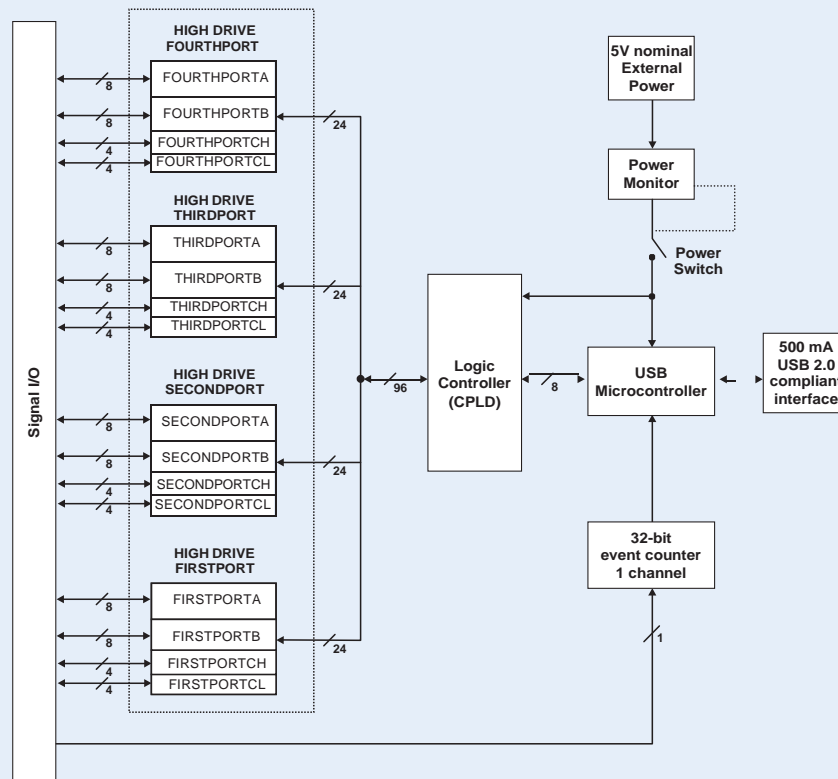 Signal I/O
HIGH DRIVE
FOURTHPORT
FOURTHPORTA
FOURTHPORTB
FOURTHPORTCH
FOURTHPORTCL
8
8
4
4
24
HIGH DRIVE
THIRDPORT
THIRDPORTA
THIRDPORTB
THIRDPORTCH
THIRDPORTCL
8
8
4
4
24
HIGH DRIVE
SECONDPORT
SECONDPORTA
SECONDPORTB
SECONDPORTCH
SECONDPORTCL
8
8
4
4
24
HIGH DRIVE
FIRSTPORT
FIRSTPORTA
FIRSTPORTB
FIRSTPORTCH
FIRSTPORTCL
8
8
4
4
24
96
Logic
Controller
(CPLD)
8
5V nominal
External
Power
Power
Monitor
Power
Switch
USB
Microcontroller
500 mA
USB 2.0
compliant
interface
32-bit
event counter
1 channel
1